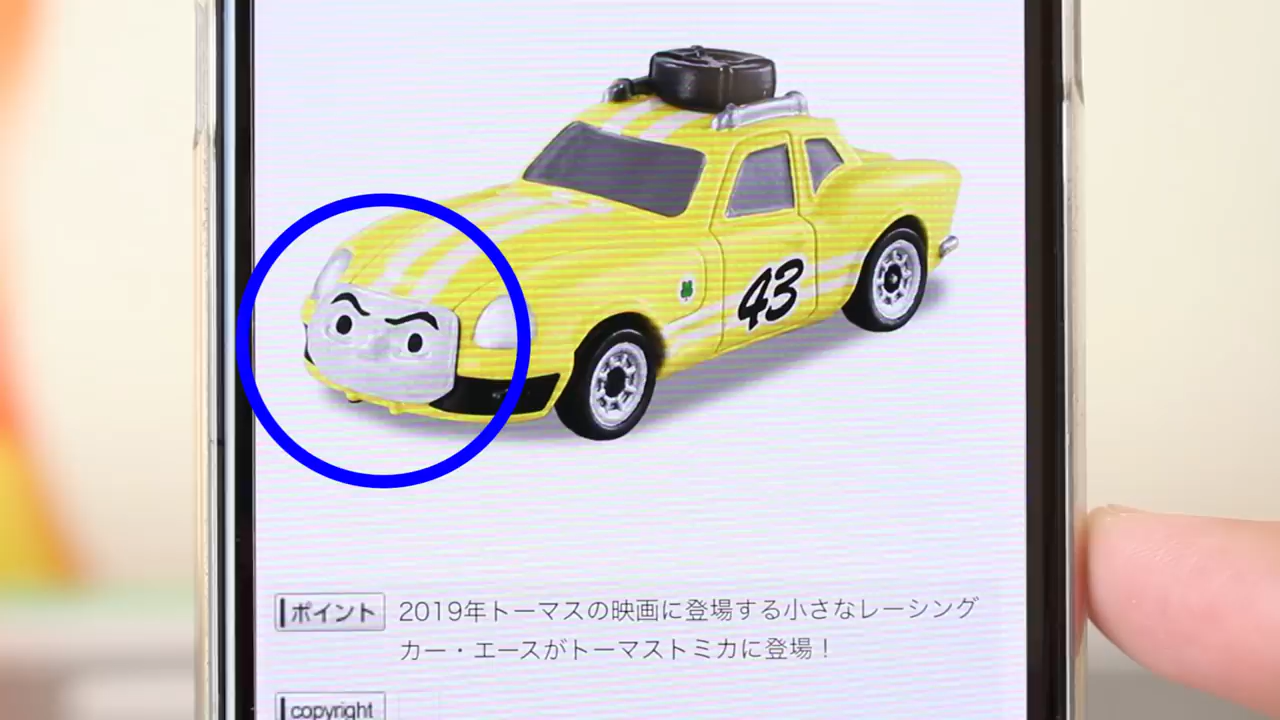 43
ポイント
2019年トーマスの映画に登場する小さなレーシング
カー・エースがトーマストミカに登場！
copyright